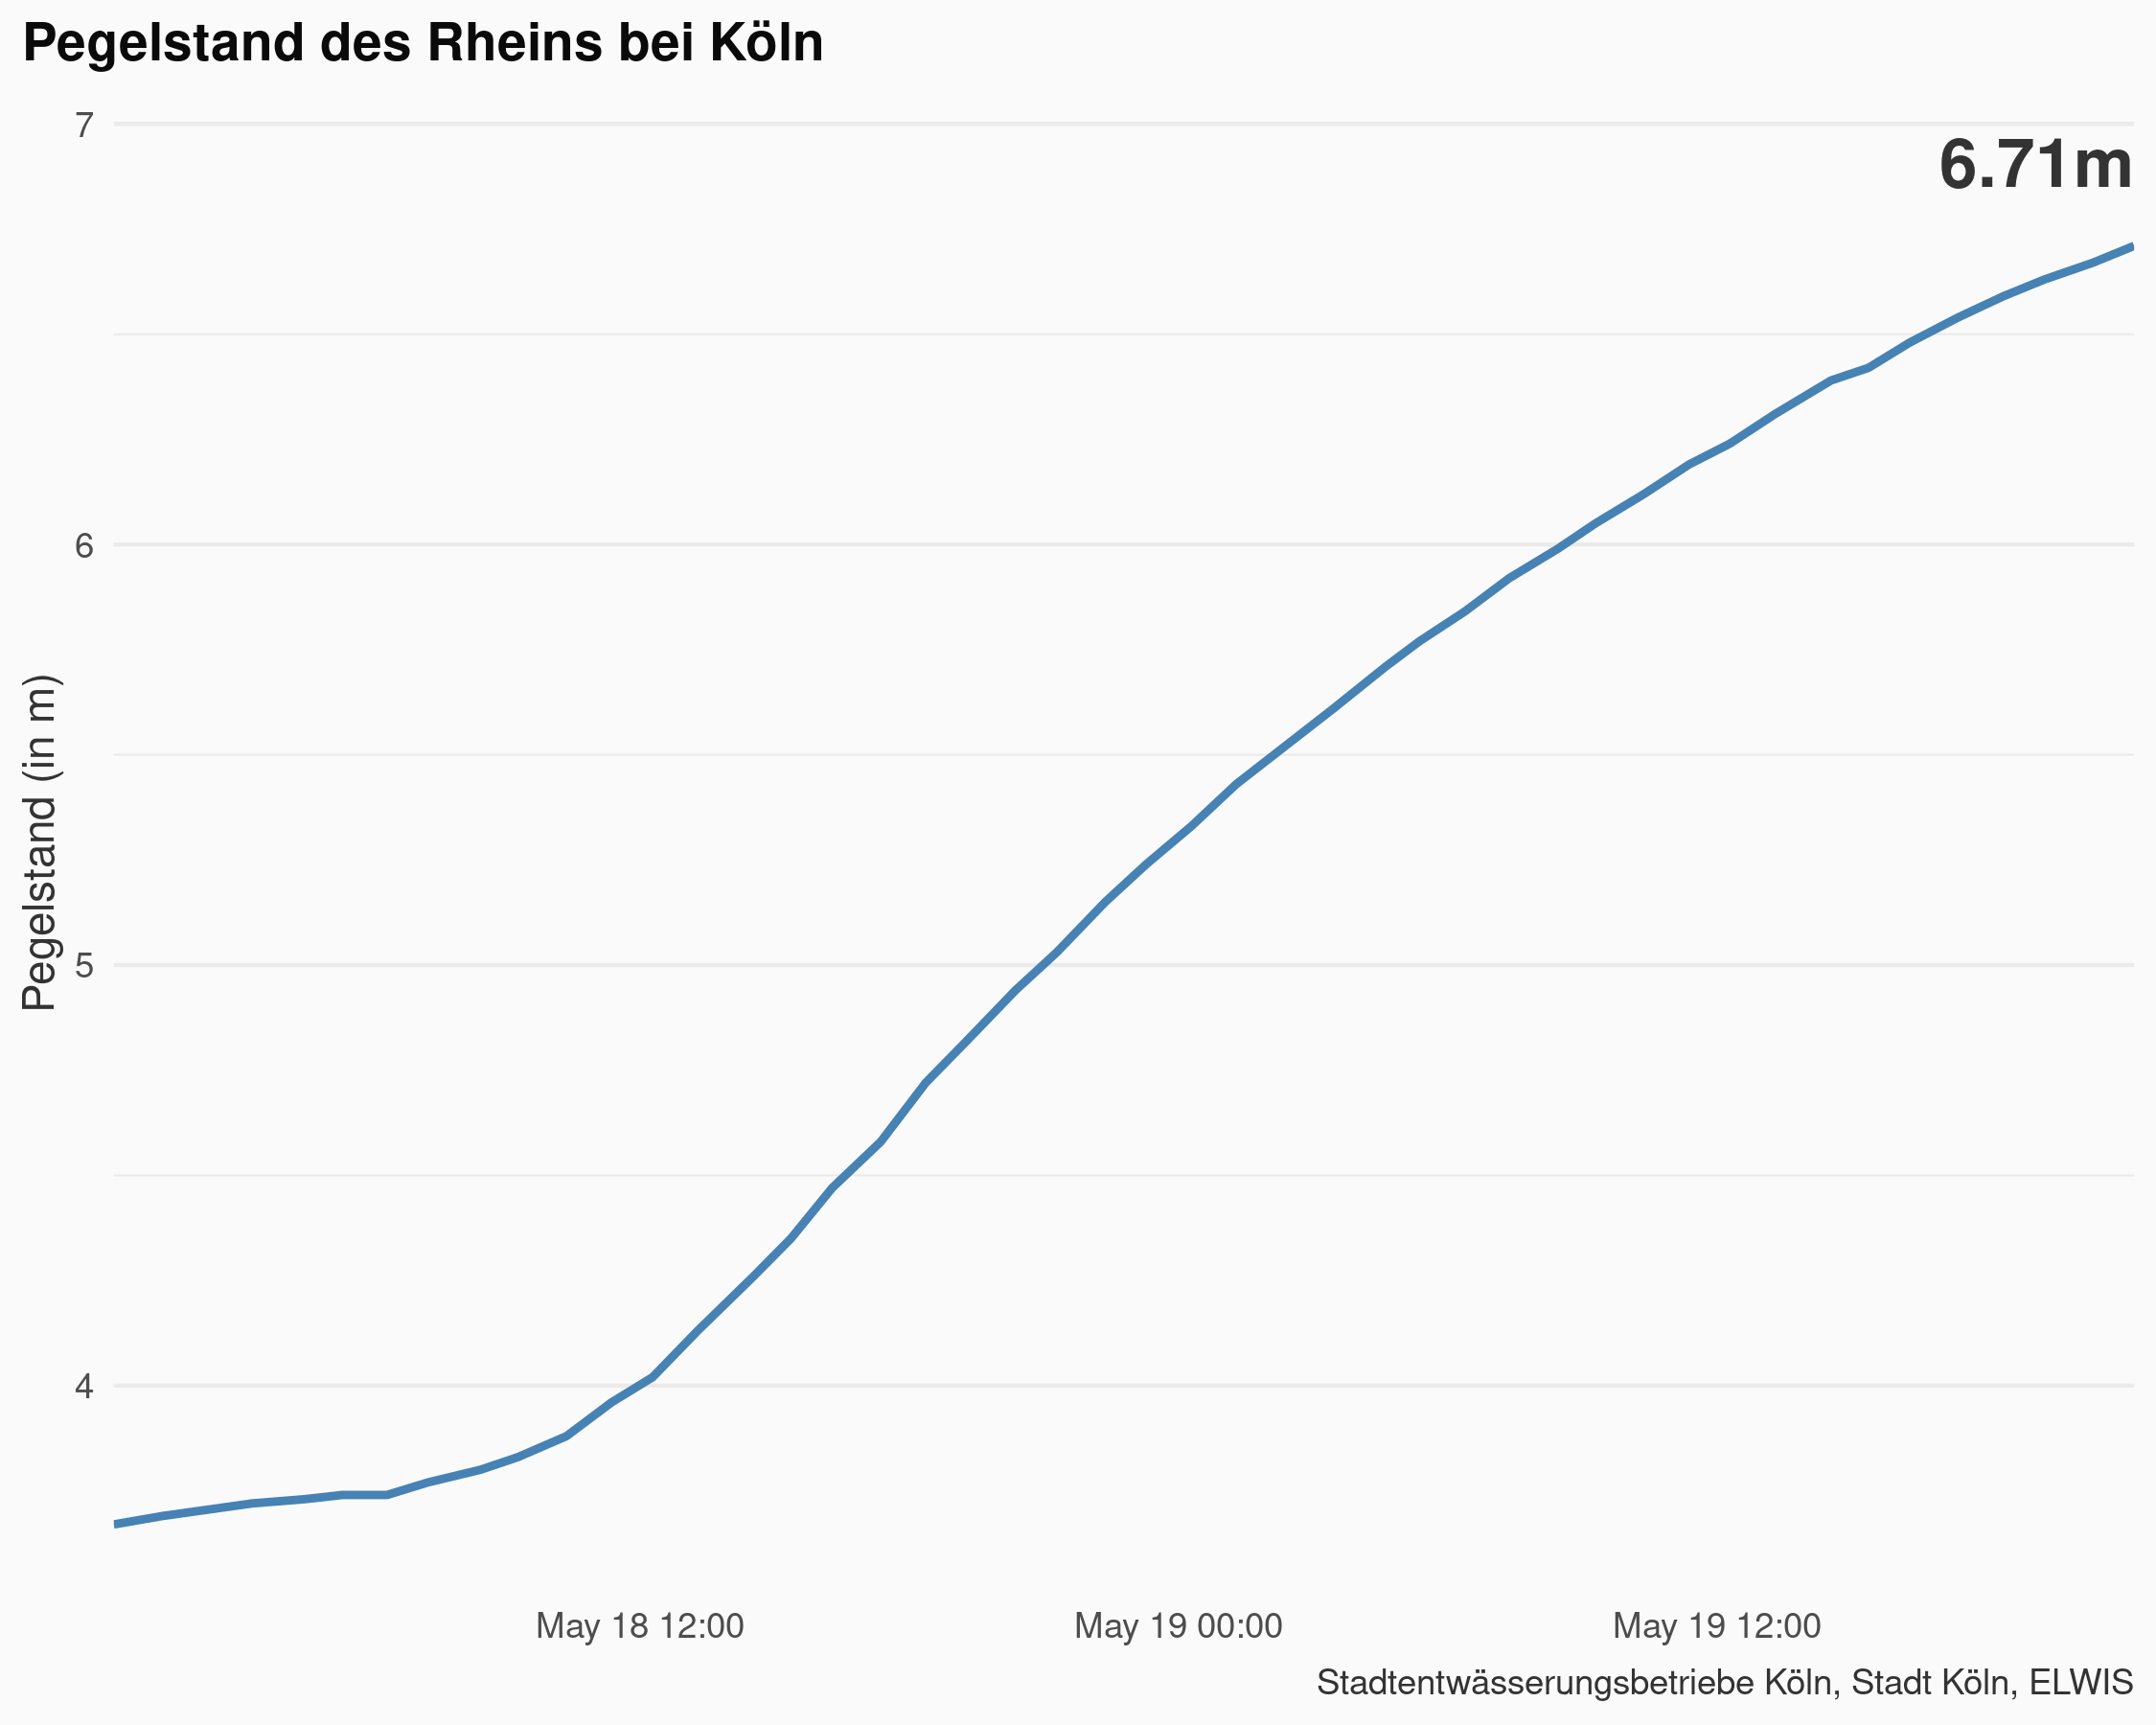 Pegelstand des Rheins bei Köln
7
6.71m
6
Pegelstand (in m)
5
4
May 18 12:00
May 19 00:00
May 19 12:00
Stadtentwässerungsbetriebe Köln, Stadt Köln, ELWIS